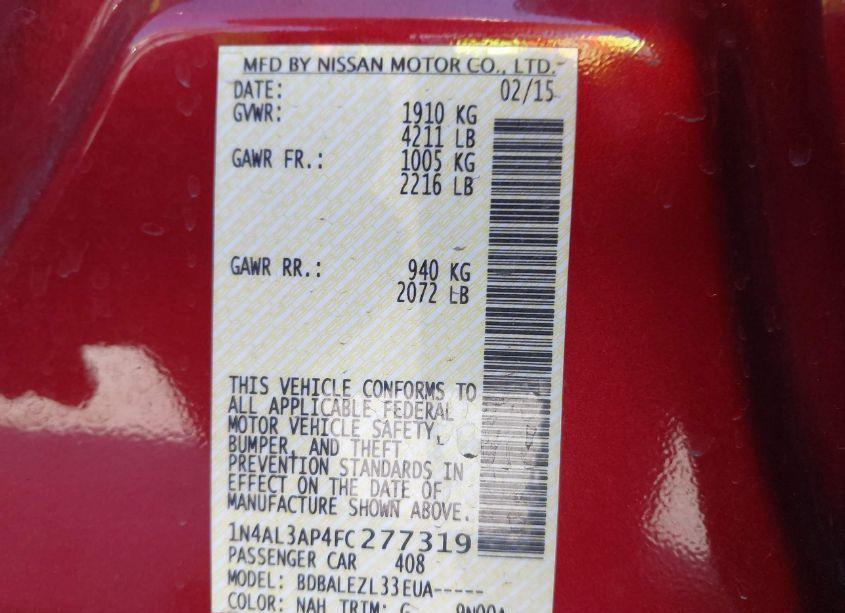 MFD BY NISSAN MOTOR CO., LTD.
DATE: 02/15
GVWR: 1910 KG
4211 LB
GAWR FR.: 1005 KG
2216 LB
GAWR RR.: 940 KG
2072 LB
THIS VEHICLE CONFORMS TO
ALL APPLICABLE FEDERAL
MOTOR VEHICLE SAFETY,
BUMPER, AND THEFT
PREVENTION STANDARDS IN
EFFECT ON THE DATE OF
MANUFACTURE SHOWN ABOVE.
1N4AL3AP4FC277319
PASSENGER CAR 408
MODEL: BDBALEZL33EUA-----
COLOR: NAH TRIM: G